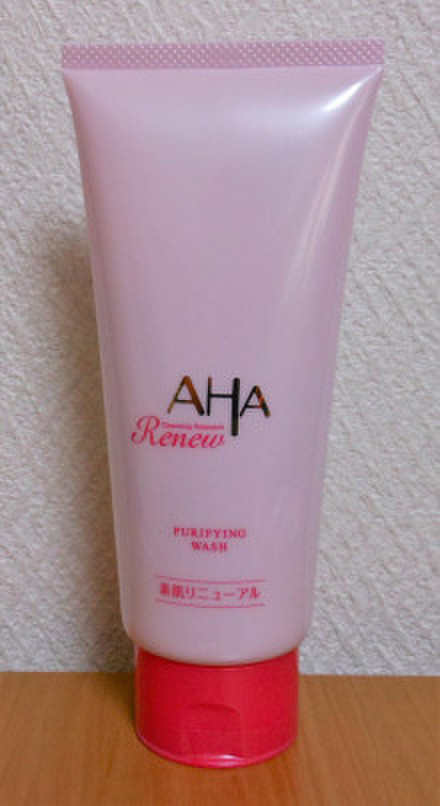 AHA
Cleansing Research
Renew
PURIFYING
WASH
素肌リニューアル